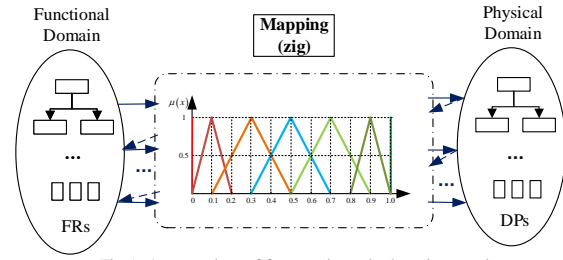 Functional
Domain
Mapping
(zig)
Physical
Domain
μ(x)
1
0.5
0 0.1 0.2 0.3 0.4 0.5 0.6 0.7 0.8 0.9 1.0
...
...
...
...
FRs
DPs